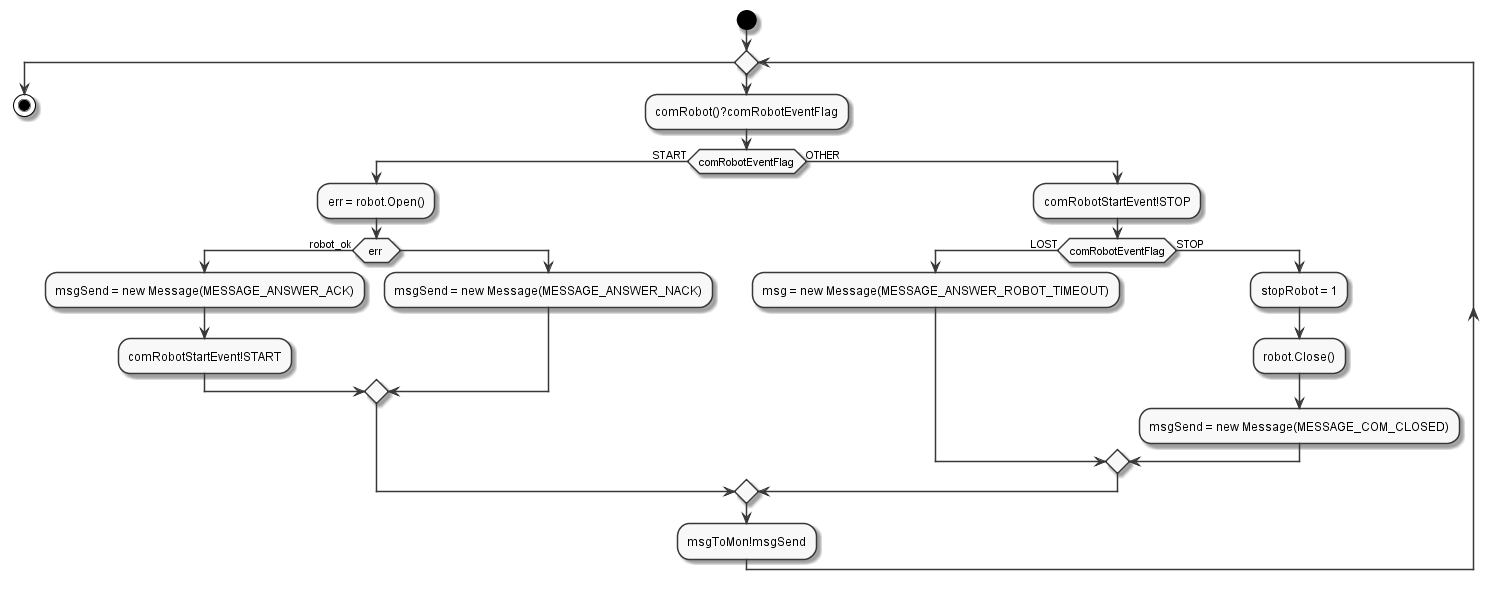 comRobot()?comRobotEventFlag
START
comRobotEventFlag
OTHER
err = robot.Open()
comRobotStartEvent!STOP
robot_ok
err
LOST
comRobotEventFlag
STOP
msgSend = new Message(MESSAGE_ANSWER_ACK)
msgSend = new Message(MESSAGE_ANSWER_NACK)
msg = new Message(MESSAGE_ANSWER_ROBOT_TIMEOUT)
stopRobot = 1
comRobotStartEvent!START
robot.Close()
msgSend = new Message(MESSAGE_COM_CLOSED)
msgToMon!msgSend